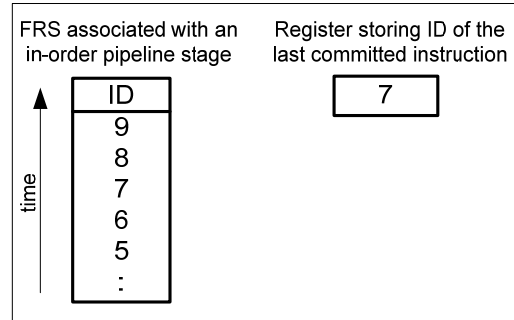 FRS associated with an
in-order pipeline stage
ID
9
8
7
6
5
:
time
Register storing ID of the
last committed instruction
7